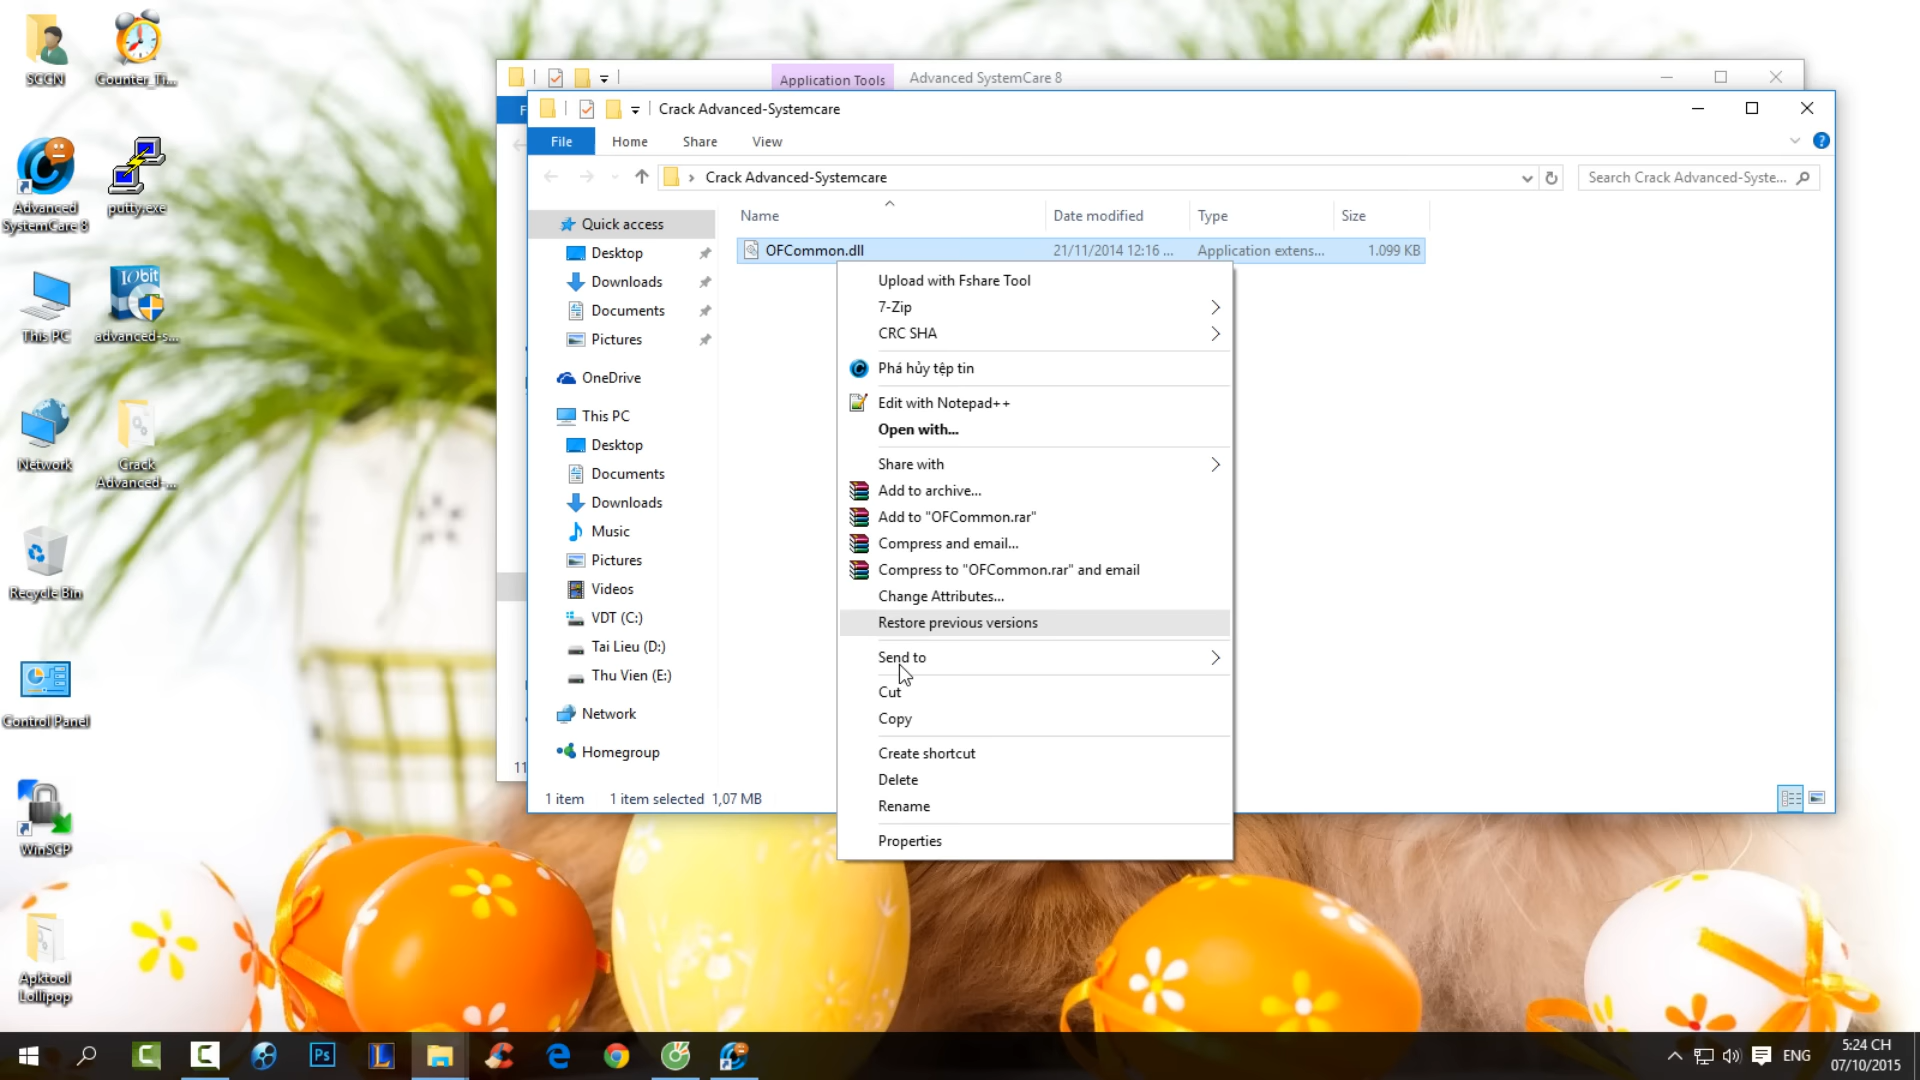 SCCN
Counter_Ti...
Advanced
SystemCare 8
putty.exe
This PC
IObit
advanced-s...
Network
Crack
Advanced-...
Recycle Bin
Control Panel
WinSCP
Apktool
Lollipop
Application Tools
Advanced SystemCare 8
F
11
Crack Advanced-Systemcare
File
Home
Share
View
Crack Advanced-Systemcare
Search Crack Advanced-Syste...
Name
Date modified
Type
Size
OFCommon.dll
21/11/2014 12:16 ...
Application extens...
1.099 KB
Quick access
Desktop
Downloads
Documents
Pictures
OneDrive
This PC
Desktop
Documents
Downloads
Music
Pictures
Videos
VDT (C:)
Tai Lieu (D:)
Thu Vien (E:)
Network
Homegroup
1 item
1 item selected 1,07 MB
Upload with Fshare Tool
7-Zip
CRC SHA
Phá hủy tệp tin
Edit with Notepad++
Open with...
Share with
Add to archive...
Add to "OFCommon.rar"
Compress and email...
Compress to "OFCommon.rar" and email
Change Attributes...
Restore previous versions
Send to
Cut
Copy
Create shortcut
Delete
Rename
Properties
Ps
L
ENG
5:24 CH
07/10/2015